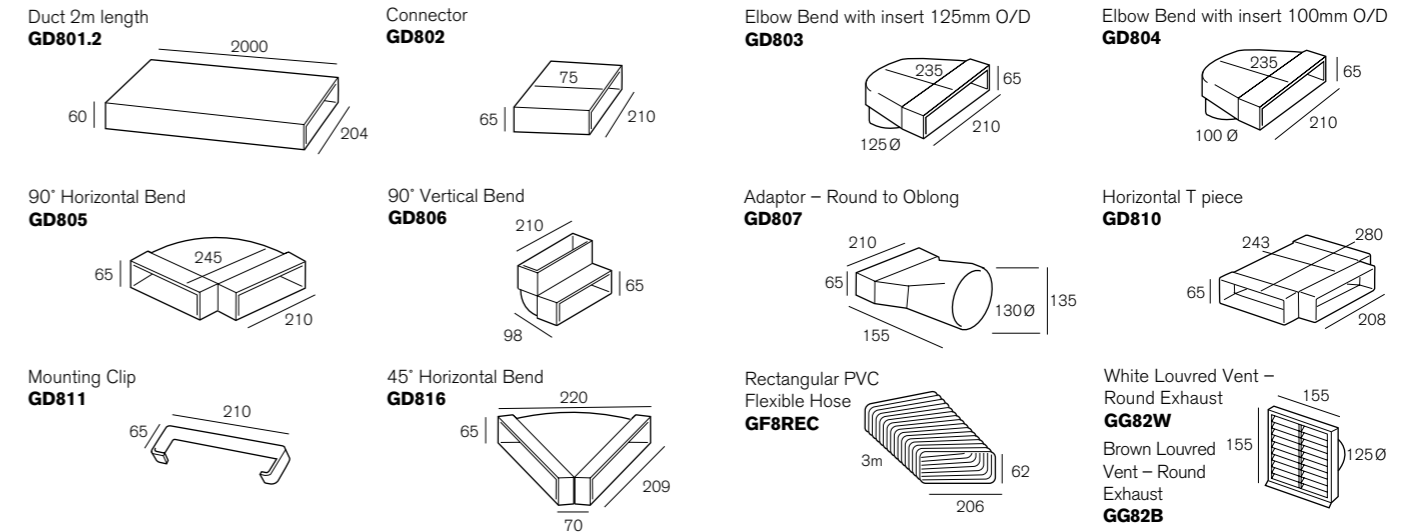 Duct 2m length
GD801.2
2000
60
204
Connector
GD802
75
65
210
Elbow Bend with insert 125mm O/D
GD803
235
65
210
125 Ø
Elbow Bend with insert 100mm O/D
GD804
235
65
210
100 Ø
90° Horizontal Bend
GD805
245
65
210
90° Vertical Bend
GD806
210
65
98
Adaptor – Round to Oblong
GD807
210
65
130 Ø
135
155
Horizontal T piece
GD810
243
280
65
208
Mounting Clip
GD811
210
65
45° Horizontal Bend
GD816
220
65
209
70
Rectangular PVC
Flexible Hose
GF8REC
3m
62
206
White Louvred Vent –
Round Exhaust
GG82W
Brown Louvred
Vent – Round
Exhaust
GG82B
155
155
125 Ø